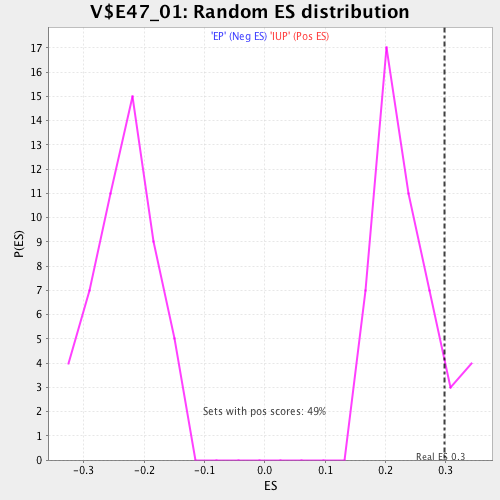 V$E47_01: Random ES distribution
'EP' (Neg ES) 'IUP' (Pos ES)
17
16
15
14
13
12
11
10
9
8
7
6
5
4
3
2
1
0
P(ES)
Sets with pos scores: 49%
Real ES 0.3
-0.3 -0.2 -0.1 0.0 0.1 0.2 0.3
ES